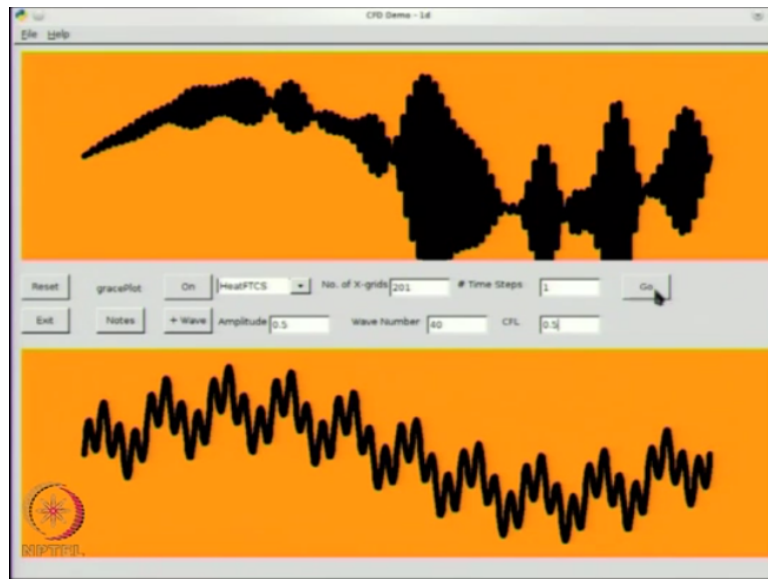 CFD Demo - 1d
File Help
Reset gracePlot On HeatFTCS No. of X-grids 201 # Time Steps 1 Go
Exit Notes + Wave Amplitude 0.5 Wave Number 40 CFL 0.5
NPTEL